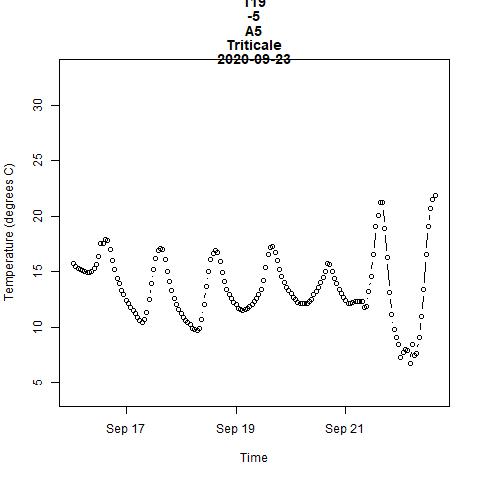 T19
-5
A5
Triticale
2020-09-23
Temperature (degrees C)
30
25
20
15
10
5
Sep 17
Sep 19
Sep 21
Time